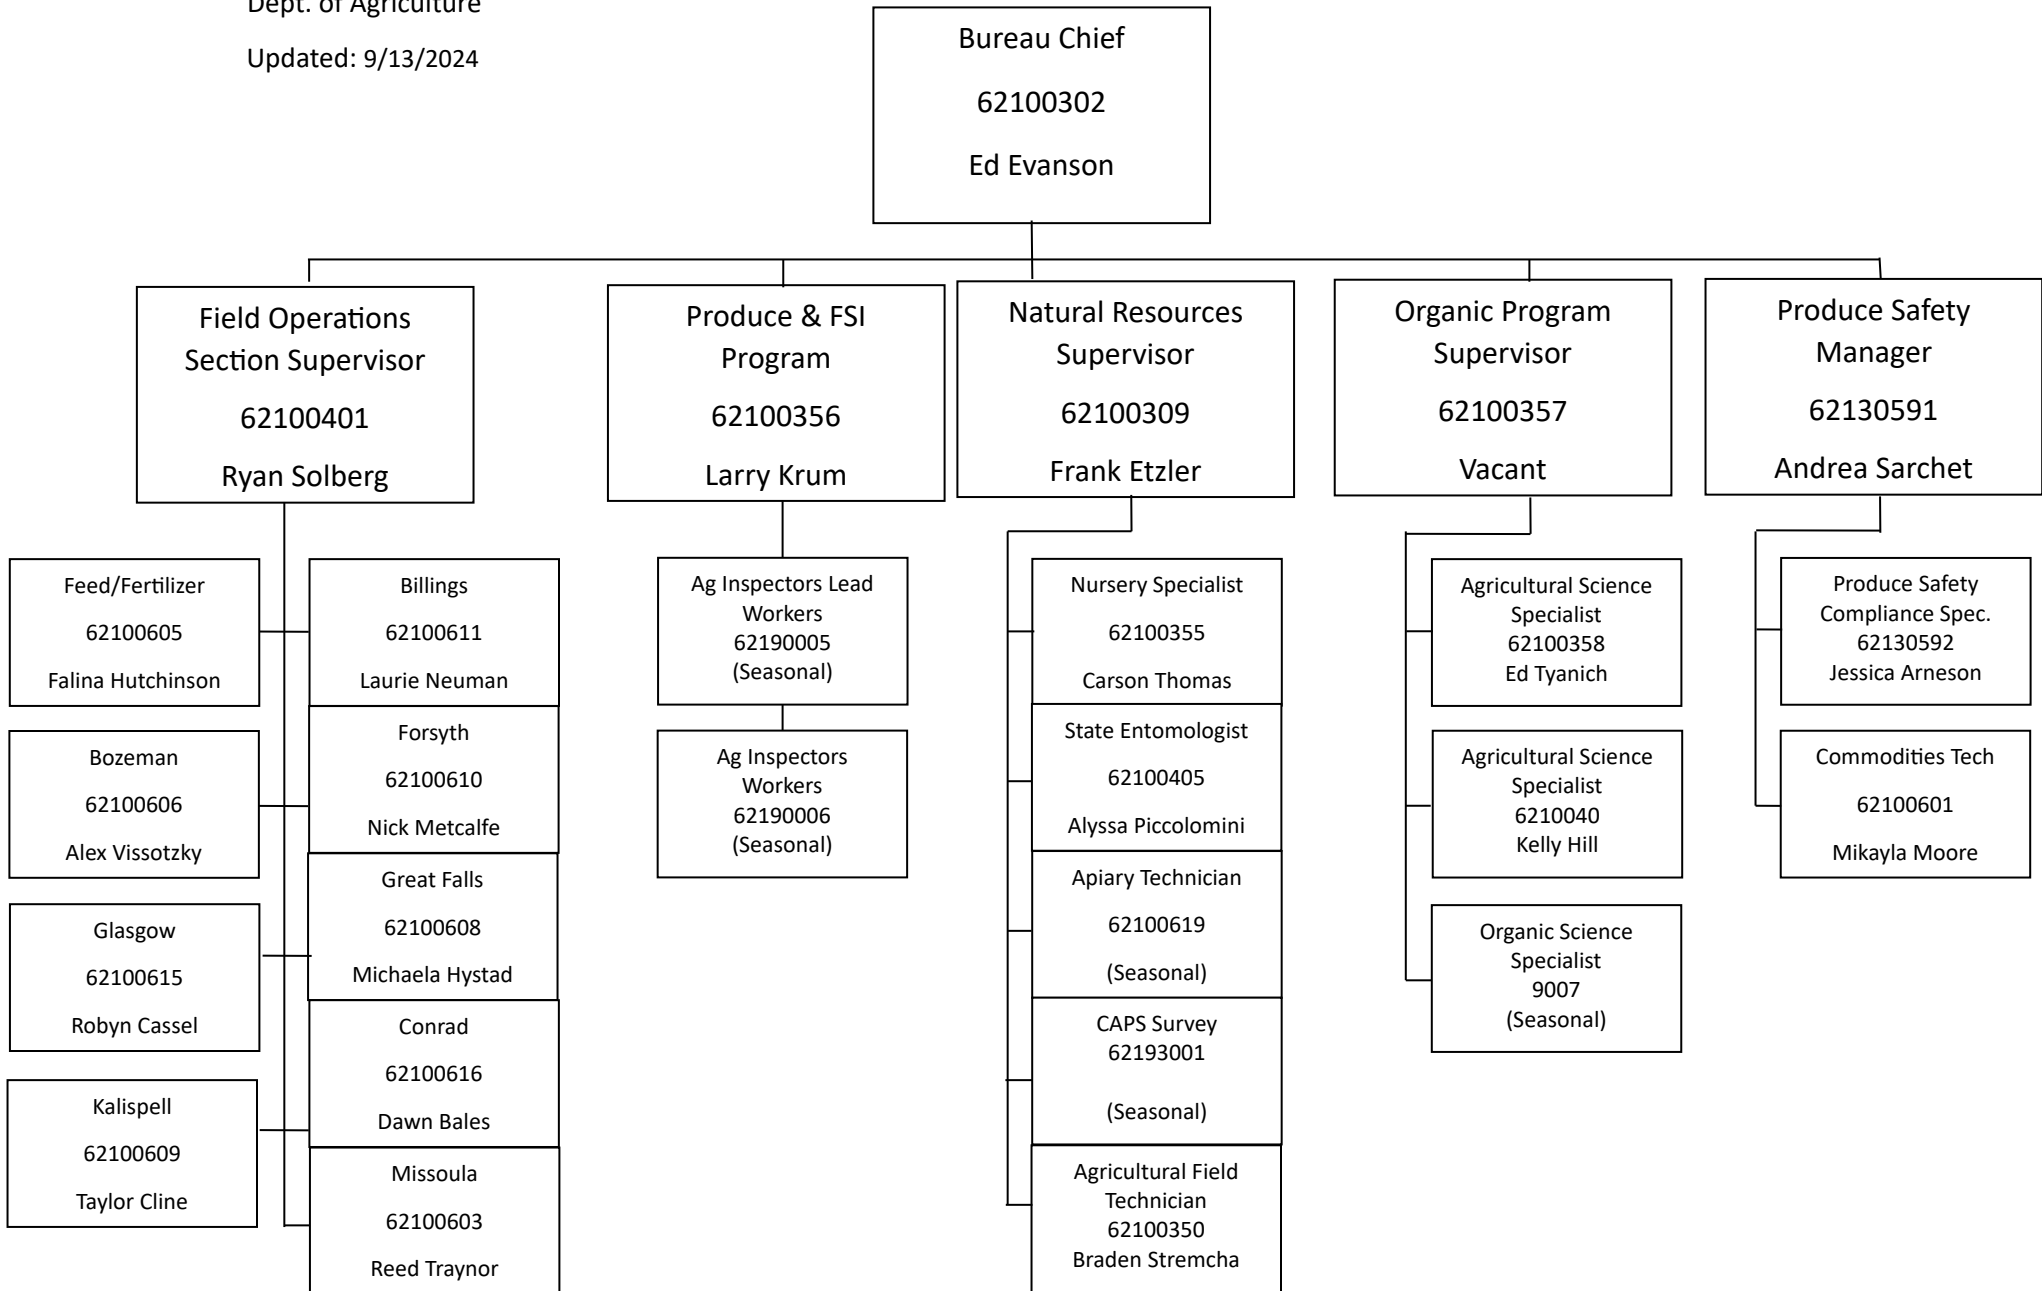 Dept. of Agriculture
Updated: 9/13/2024
Bureau Chief
62100302
Ed Evanson
Field Operations
Section Supervisor
62100401
Ryan Solberg
Produce & FSI
Program
62100356
Larry Krum
Natural Resources
Supervisor
62100309
Frank Etzler
Organic Program
Supervisor
62100357
Vacant
Produce Safety
Manager
62130591
Andrea Sarchet
Feed/Fertilizer
62100605
Falina Hutchinson
Bozeman
62100606
Alex Vissotzky
Glasgow
62100615
Robyn Cassel
Kalispell
62100609
Taylor Cline
Billings
62100611
Laurie Neuman
Forsyth
62100610
Nick Metcalfe
Great Falls
62100608
Michaela Hystad
Conrad
62100616
Dawn Bales
Missoula
62100603
Reed Traynor
Ag Inspectors Lead
Workers
62190005
(Seasonal)
Ag Inspectors
Workers
62190006
(Seasonal)
Nursery Specialist
62100355
Carson Thomas
State Entomologist
62100405
Alyssa Piccolomini
Apiary Technician
62100619
(Seasonal)
CAPS Survey
62193001
(Seasonal)
Agricultural Field
Technician
62100350
Braden Stremcha
Agricultural Science
Specialist
62100358
Ed Tyanich
Agricultural Science
Specialist
6210040
Kelly Hill
Organic Science
Specialist
9007
(Seasonal)
Produce Safety
Compliance Spec.
62130592
Jessica Arneson
Commodities Tech
62100601
Mikayla Moore